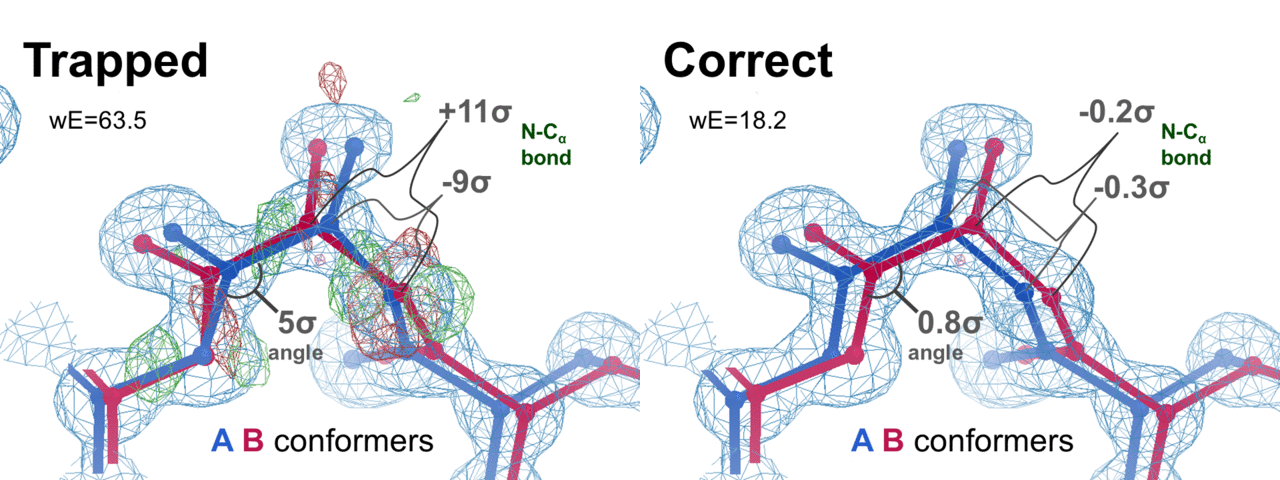 Trapped
wE=63.5
+11σ
N-Cα
bond
-9σ
5σ
angle
A B conformers
Correct
wE=18.2
-0.2σ
N-Cα
bond
-0.3σ
0.8σ
angle
A B conformers